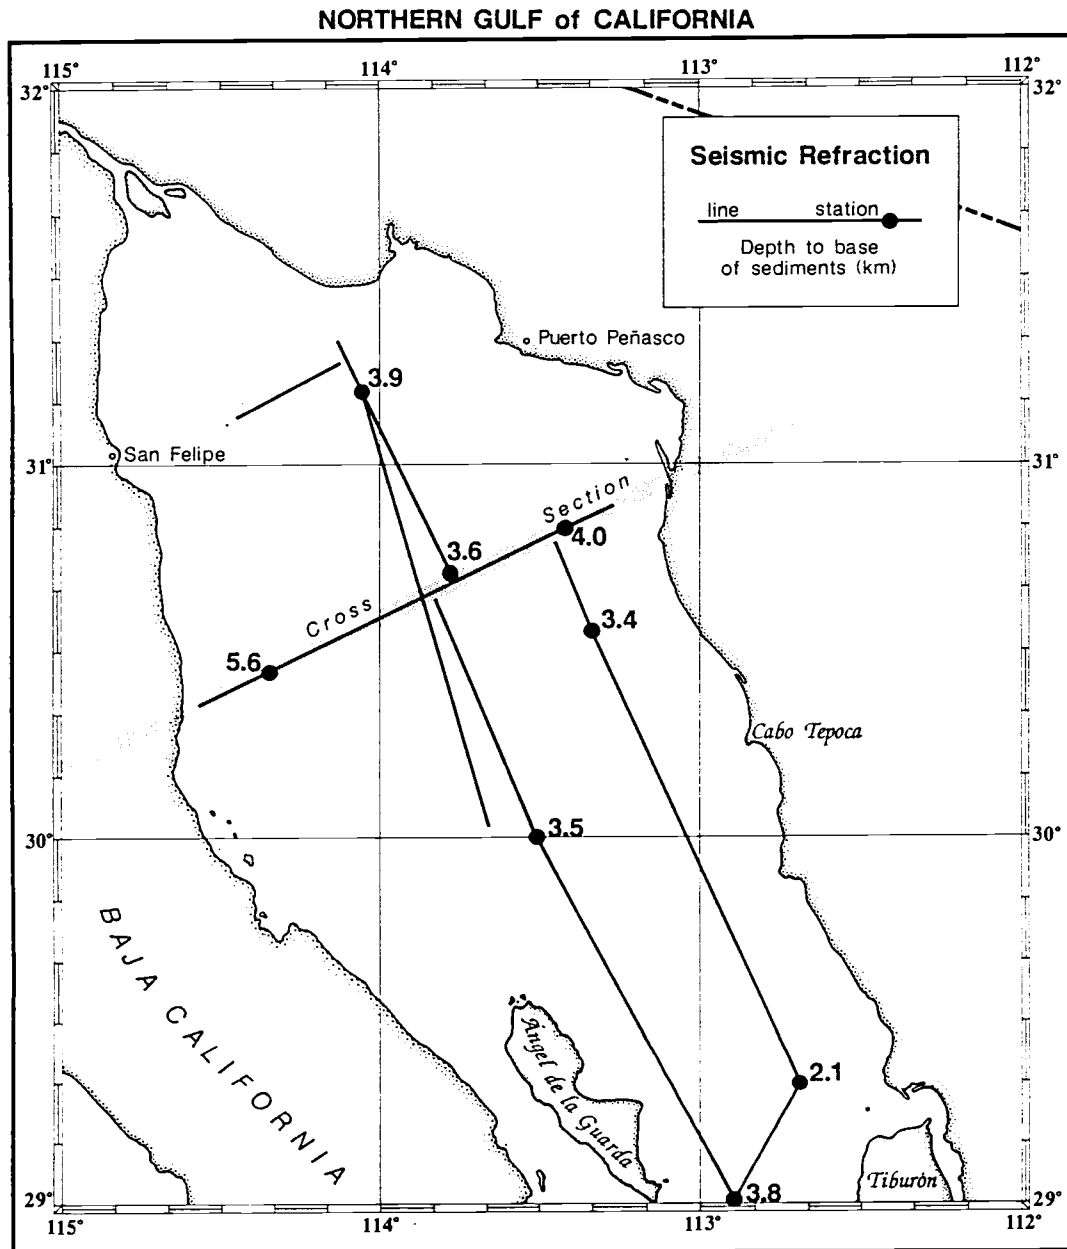 NORTHERN GULF of CALIFORNIA
115° 114° 113° 112°
32° 32°
Seismic Refraction
line station
Depth to base
of sediments (km)
Puerto Peñasco
3.9
San Felipe
31° 31°
Cross Section
4.0
3.6
3.4
5.6
Cabo Tepoca
30° 30°
3.5
BAJA CALIFORNIA
Ángel de la Guarda
2.1
Tiburón
3.8
29° 29°
115° 114° 113° 112°